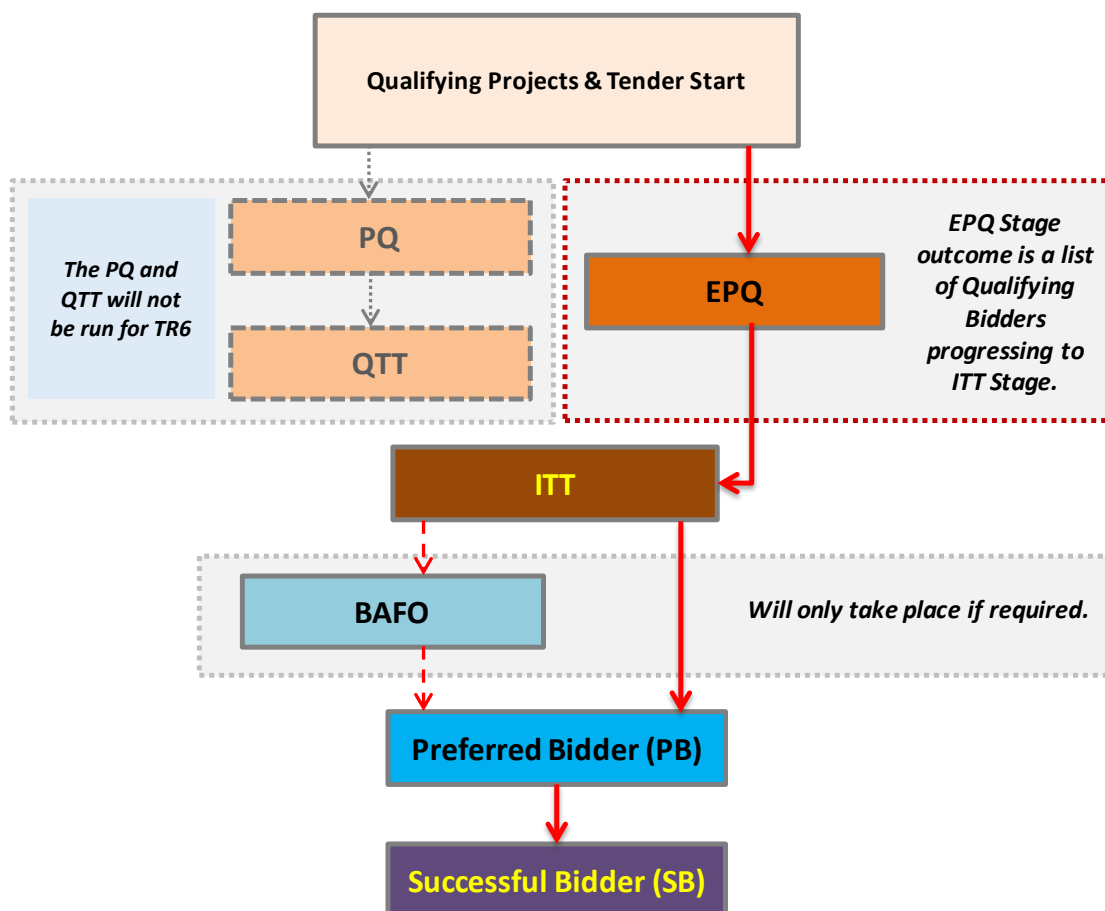 Qualifying Projects & Tender Start
The PQ and
QTT will not
be run for TR6
PQ
QTT
EPQ
EPQ Stage
outcome is a list
of Qualifying
Bidders
progressing to
ITT Stage.
ITT
BAFO
Will only take place if required.
Preferred Bidder (PB)
Successful Bidder (SB)